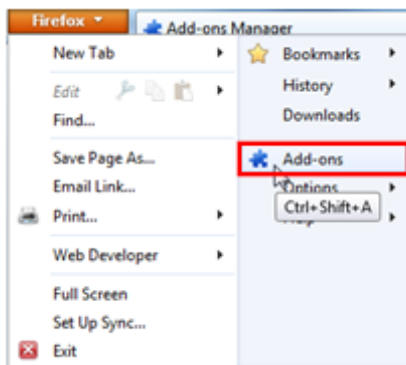 Firefox
Add-ons Manager
New Tab
Edit
Find...
Save Page As...
Email Link...
Print...
Web Developer
Full Screen
Set Up Sync...
Exit
Bookmarks
History
Downloads
Add-ons
Options
Ctrl+Shift+A
Help